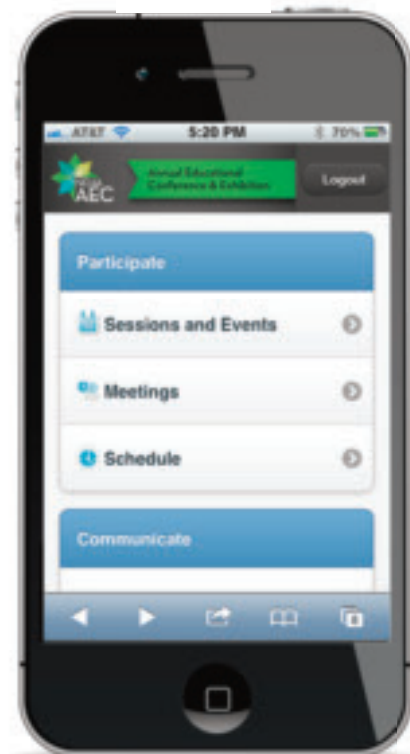 AT&T 5:20 PM 70%
AEC
Annual Educational
Conference & Exhibition
Logout
Participate
Sessions and Events
Meetings
Schedule
Communicate